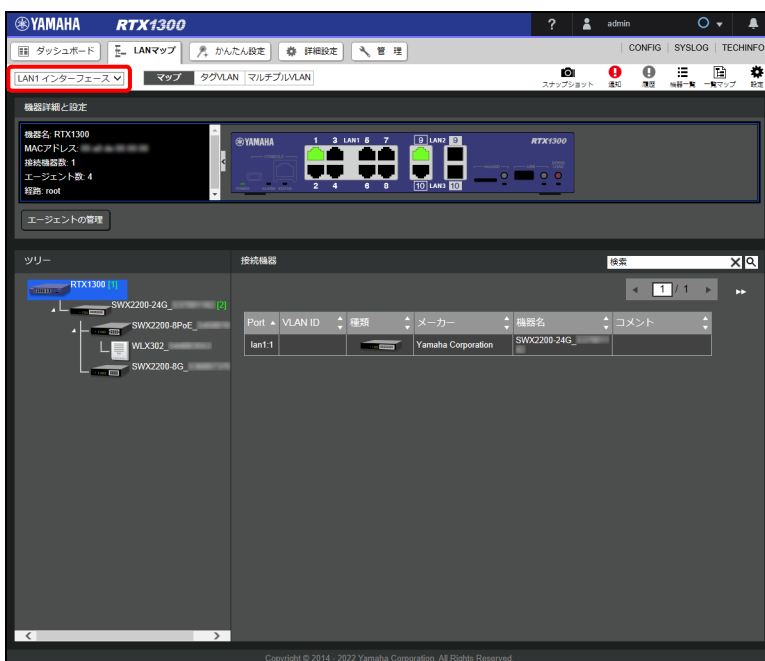 YAMAHA RTX1300 ? admin
ダッシュボード LANマップ かんたん設定 詳細設定 管 理 CONFIG SYSLOG TECHINFO
LAN1 インターフェース マップ タグVLAN マルチプルVLAN スナップショット 通知 履歴 機器一覧 一覧マップ 設定
機器詳細と設定
機器名: RTX1300
MACアドレス:
接続機器数: 1
エージェント数: 4
経路: root
YAMAHA 1 3 LAN1 5 7 9 LAN2 9 RTX1300
2 4 6 8 10 LAN3 10
エージェントの管理
ツリー 接続機器 検索
RTX1300 [1]
SWX2200-24G_ [2]
SWX2200-8PoE_
WLX302_
SWX2200-8G_
1 / 1
Port VLAN ID 種類 メーカー 機器名 コメント
lan1:1 Yamaha Corporation SWX2200-24G_
Copyright © 2014 - 2022 Yamaha Corporation. All Rights Reserved.